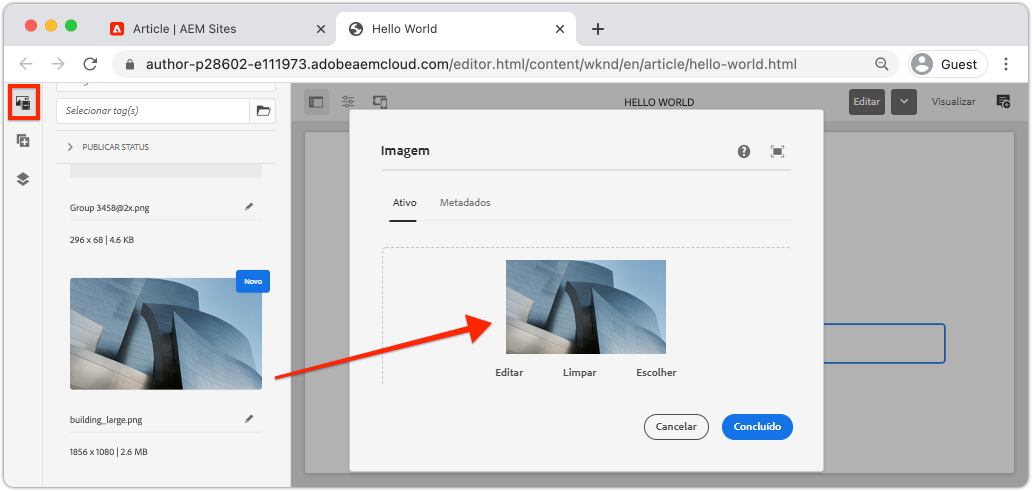 Article | AEM Sites
Hello World
author-p28602-e111973.adobeaemcloud.com/editor.html/content/wknd/en/article/hello-world.html
Guest
Selecionar tag(s)
PUBLICAR STATUS
Group 3458@2x.png
296 x 68 | 4.6 KB
Novo
building_large.png
1856 x 1080 | 2.6 MB
HELLO WORLD
Editar
Visualizar
Imagem
Ativo
Metadados
Editar
Limpar
Escolher
Cancelar
Concluído